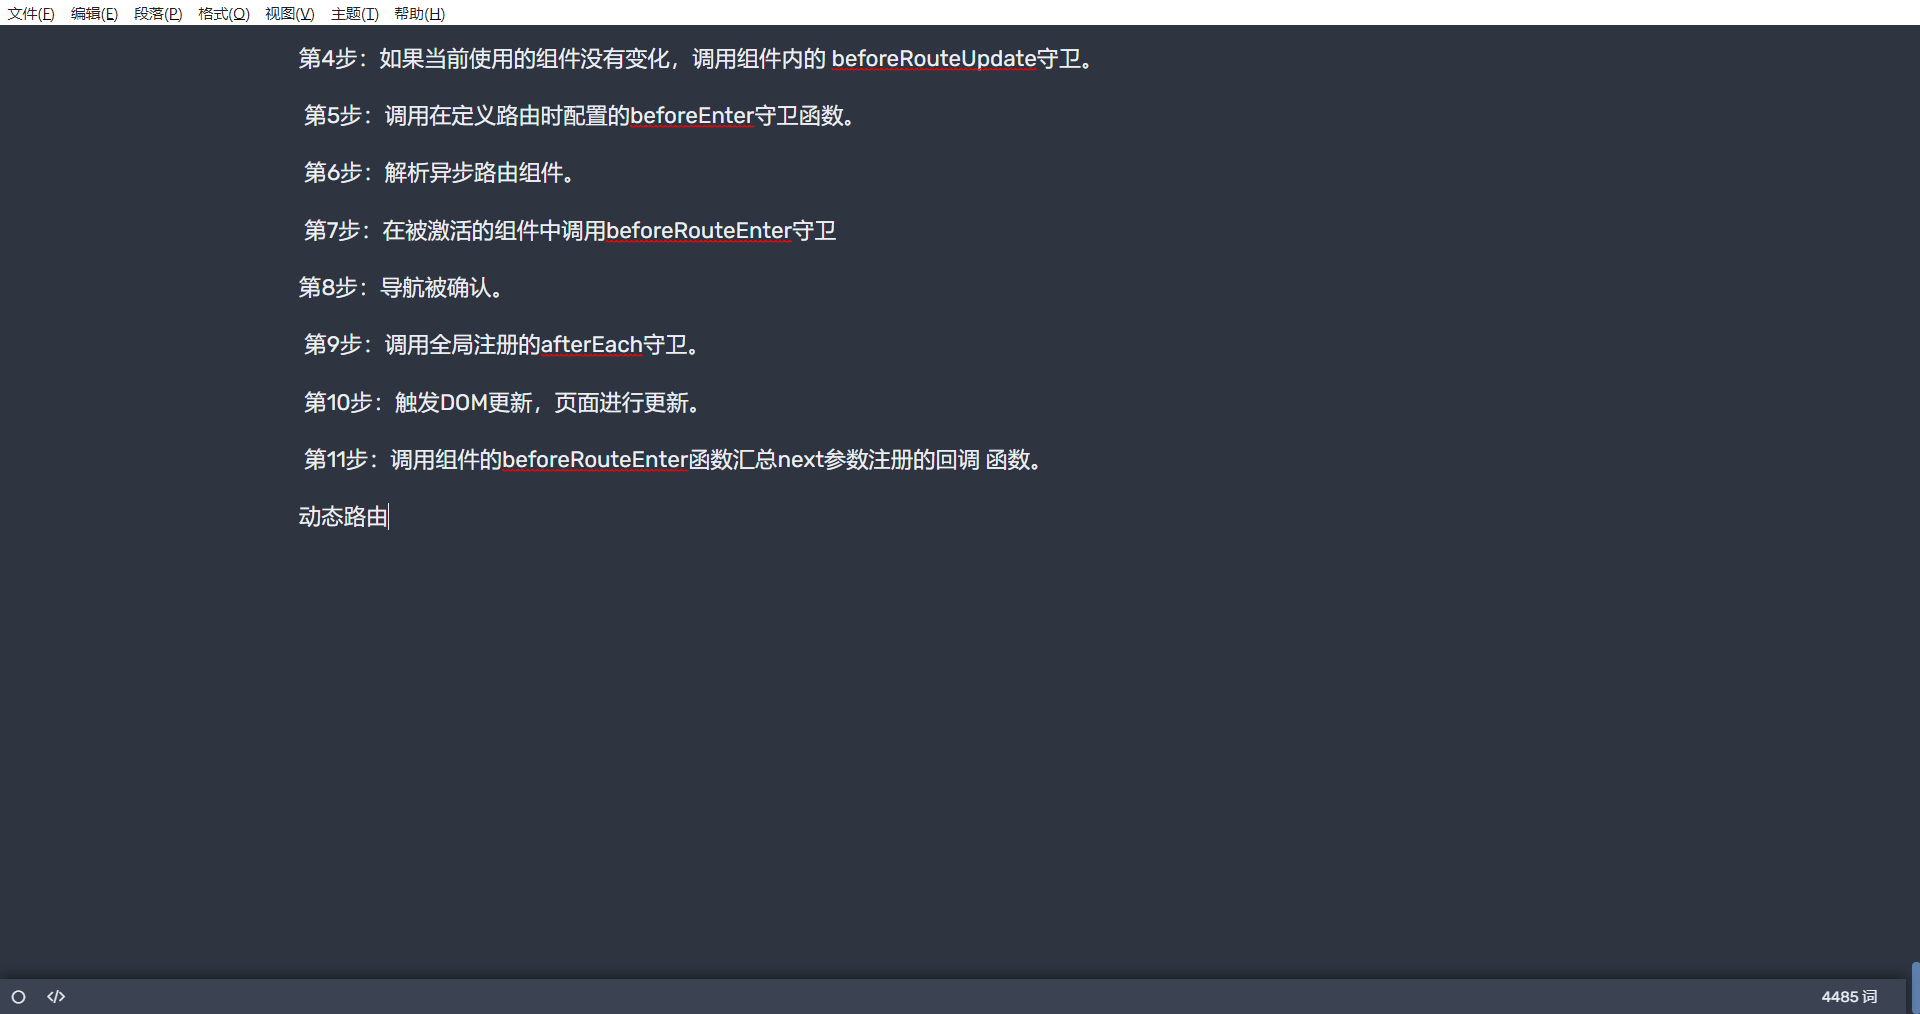 文件(F) 编辑(E) 段落(P) 格式(O) 视图(V) 主题(T) 帮助(H)
第4步：如果当前使用的组件没有变化，调用组件内的 beforeRouteUpdate守卫。
第5步：调用在定义路由时配置的beforeEnter守卫函数。
第6步：解析异步路由组件。
第7步：在被激活的组件中调用beforeRouteEnter守卫
第8步：导航被确认。
第9步：调用全局注册的afterEach守卫。
第10步：触发DOM更新，页面进行更新。
第11步：调用组件的beforeRouteEnter函数汇总next参数注册的回调 函数。
动态路由
4485 词